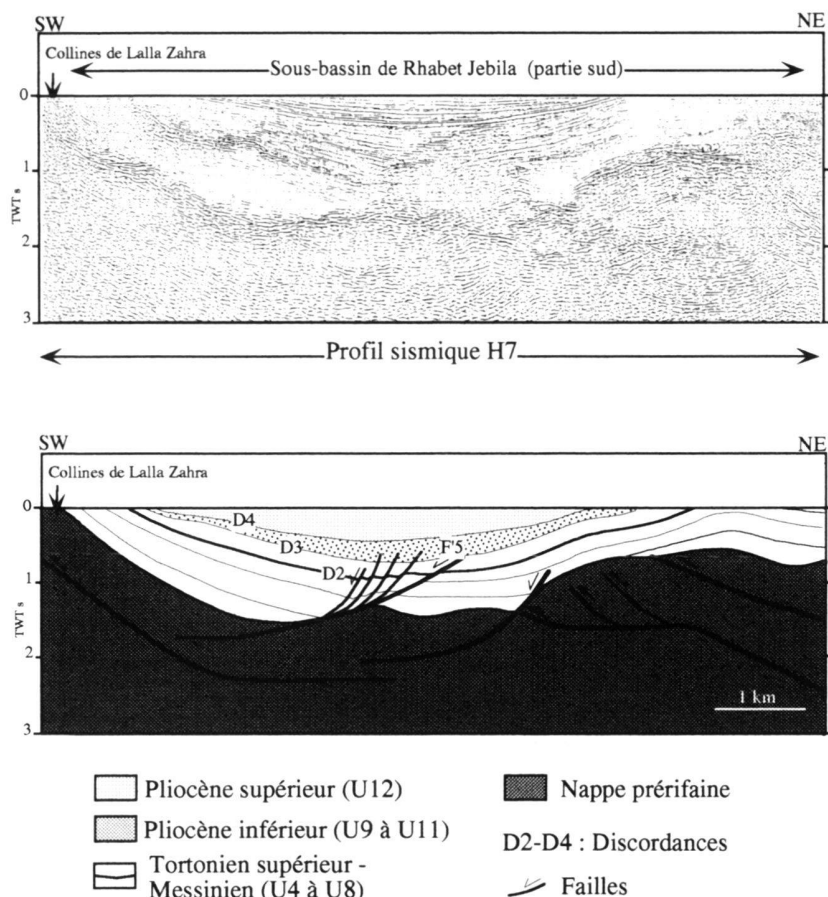 SW NE
Collines de Lalla Zahra
Sous-bassin de Rhabet Jebila (partie sud)
0
1
TWT s
2
3
Profil sismique H7
SW NE
Collines de Lalla Zahra
0
D4
D3 F5
D2
1
TWT s
2
1 km
3
Pliocène supérieur (U12) Nappe prérifaine
Pliocène inférieur (U9 à U11) D2-D4 : Discordances
Tortonien supérieur - Failles
Messinien (U4 à U8)